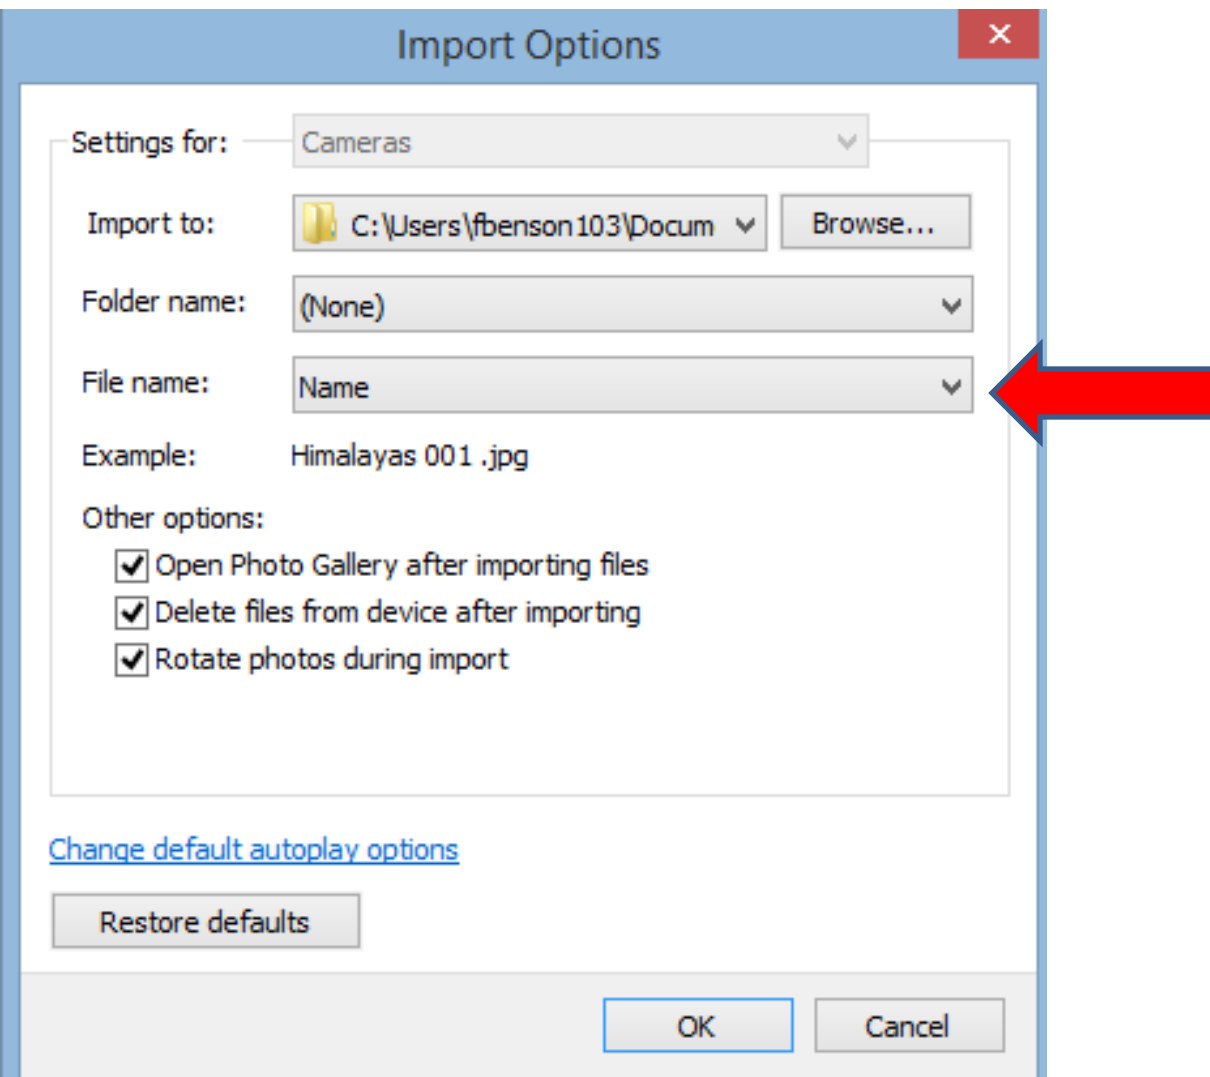 Import Options
Settings for: Cameras
Import to: C:\Users\fbenson103\Docum Browse...
Folder name: (None)
File name: Name
Example: Himalayas 001 .jpg
Other options:
Open Photo Gallery after importing files
Delete files from device after importing
Rotate photos during import
Change default autoplay options
Restore defaults
OK Cancel